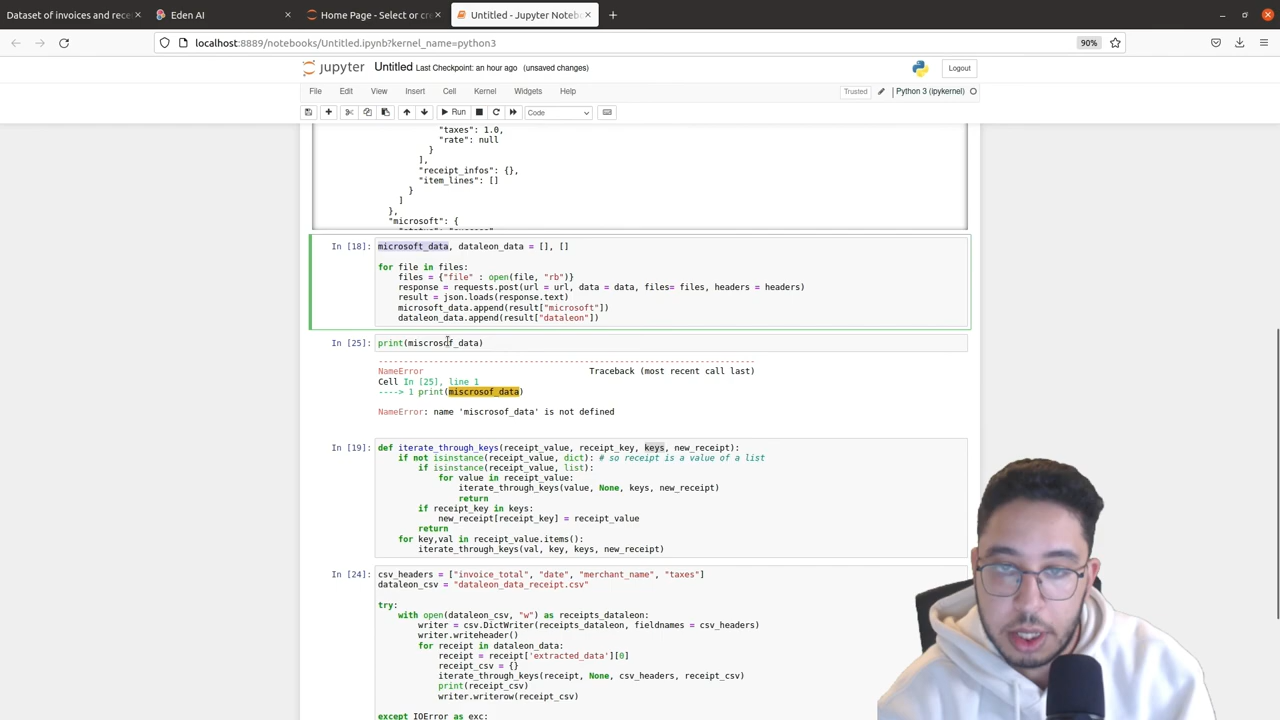 Dataset of invoices and rece
Eden AI
Home Page - Select or cre
Untitled - Jupyter Noteb
localhost:8889/notebooks/Untitled.ipynb?kernel_name=python3
90%
jupyter Untitled Last Checkpoint: an hour ago (unsaved changes)
Logout
File Edit View Insert Cell Kernel Widgets Help
Trusted Python 3 (ipykernel)
Run Code
"taxes": 1.0,
"rate": null
}
],
"receipt_infos": {},
"item_lines": []
}
]
},
"microsoft": {
In [18]: microsoft_data, dataleon_data = [], []
for file in files:
files = {"file" : open(file, "rb")}
response = requests.post(url = url, data = data, files= files, headers = headers)
result = json.loads(response.text)
microsoft_data.append(result["microsoft"])
dataleon_data.append(result["dataleon"])
In [25]: print(miscrosof_data)
---------------------------------------------------------------------------
NameError Traceback (most recent call last)
Cell In [25], line 1
----> 1 print(miscrosof_data)
NameError: name 'miscrosof_data' is not defined
In [19]: def iterate_through_keys(receipt_value, receipt_key, keys, new_receipt):
if not isinstance(receipt_value, dict): # so receipt is a value of a list
if isinstance(receipt_value, list):
for value in receipt_value:
iterate_through_keys(value, None, keys, new_receipt)
return
if receipt_key in keys:
new_receipt[receipt_key] = receipt_value
return
for key,val in receipt_value.items():
iterate_through_keys(val, key, keys, new_receipt)
In [24]: csv_headers = ["invoice_total", "date", "merchant_name", "taxes"]
dataleon_csv = "dataleon_data_receipt.csv"
try:
with open(dataleon_csv, "w") as receipts_dataleon:
writer = csv.DictWriter(receipts_dataleon, fieldnames = csv_headers)
writer.writeheader()
for receipt in dataleon_data:
receipt = receipt['extracted_data'][0]
receipt_csv = {}
iterate_through_keys(receipt, None, csv_headers, receipt_csv)
print(receipt_csv)
writer.writerow(receipt_csv)
except IOError as exc: